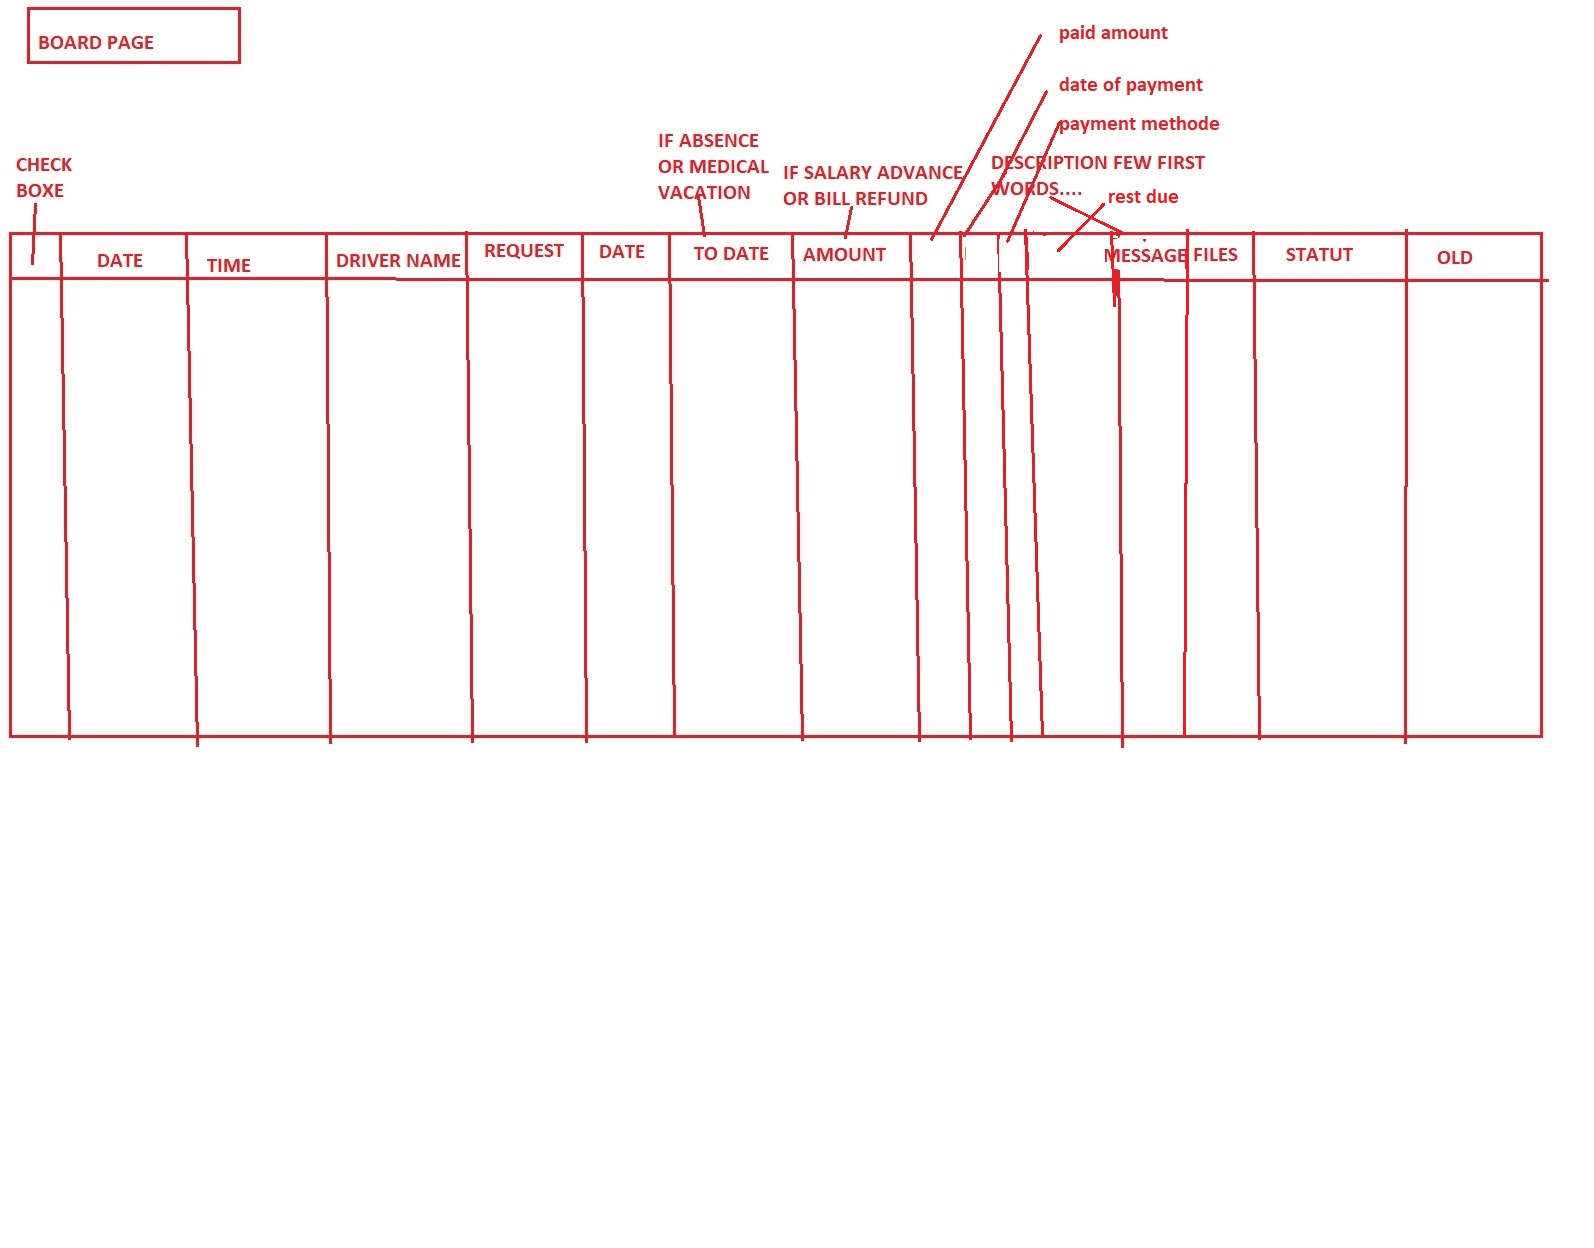 BOARD PAGE
paid amount
date of payment
payment methode
IF ABSENCE
OR MEDICAL
VACATION
IF SALARY ADVANCE
OR BILL REFUND
DESCRIPTION FEW FIRST
WORDS....
rest due
CHECK
BOXE
DATE
TIME
DRIVER NAME
REQUEST
DATE
TO DATE
AMOUNT
MESSAGE
FILES
STATUT
OLD